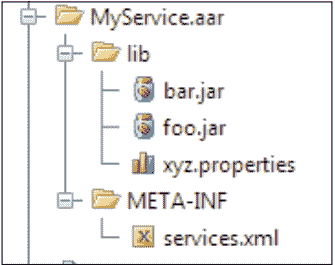 MyService.aar
lib
bar.jar
foo.jar
xyz.properties
META-INF
services.xml